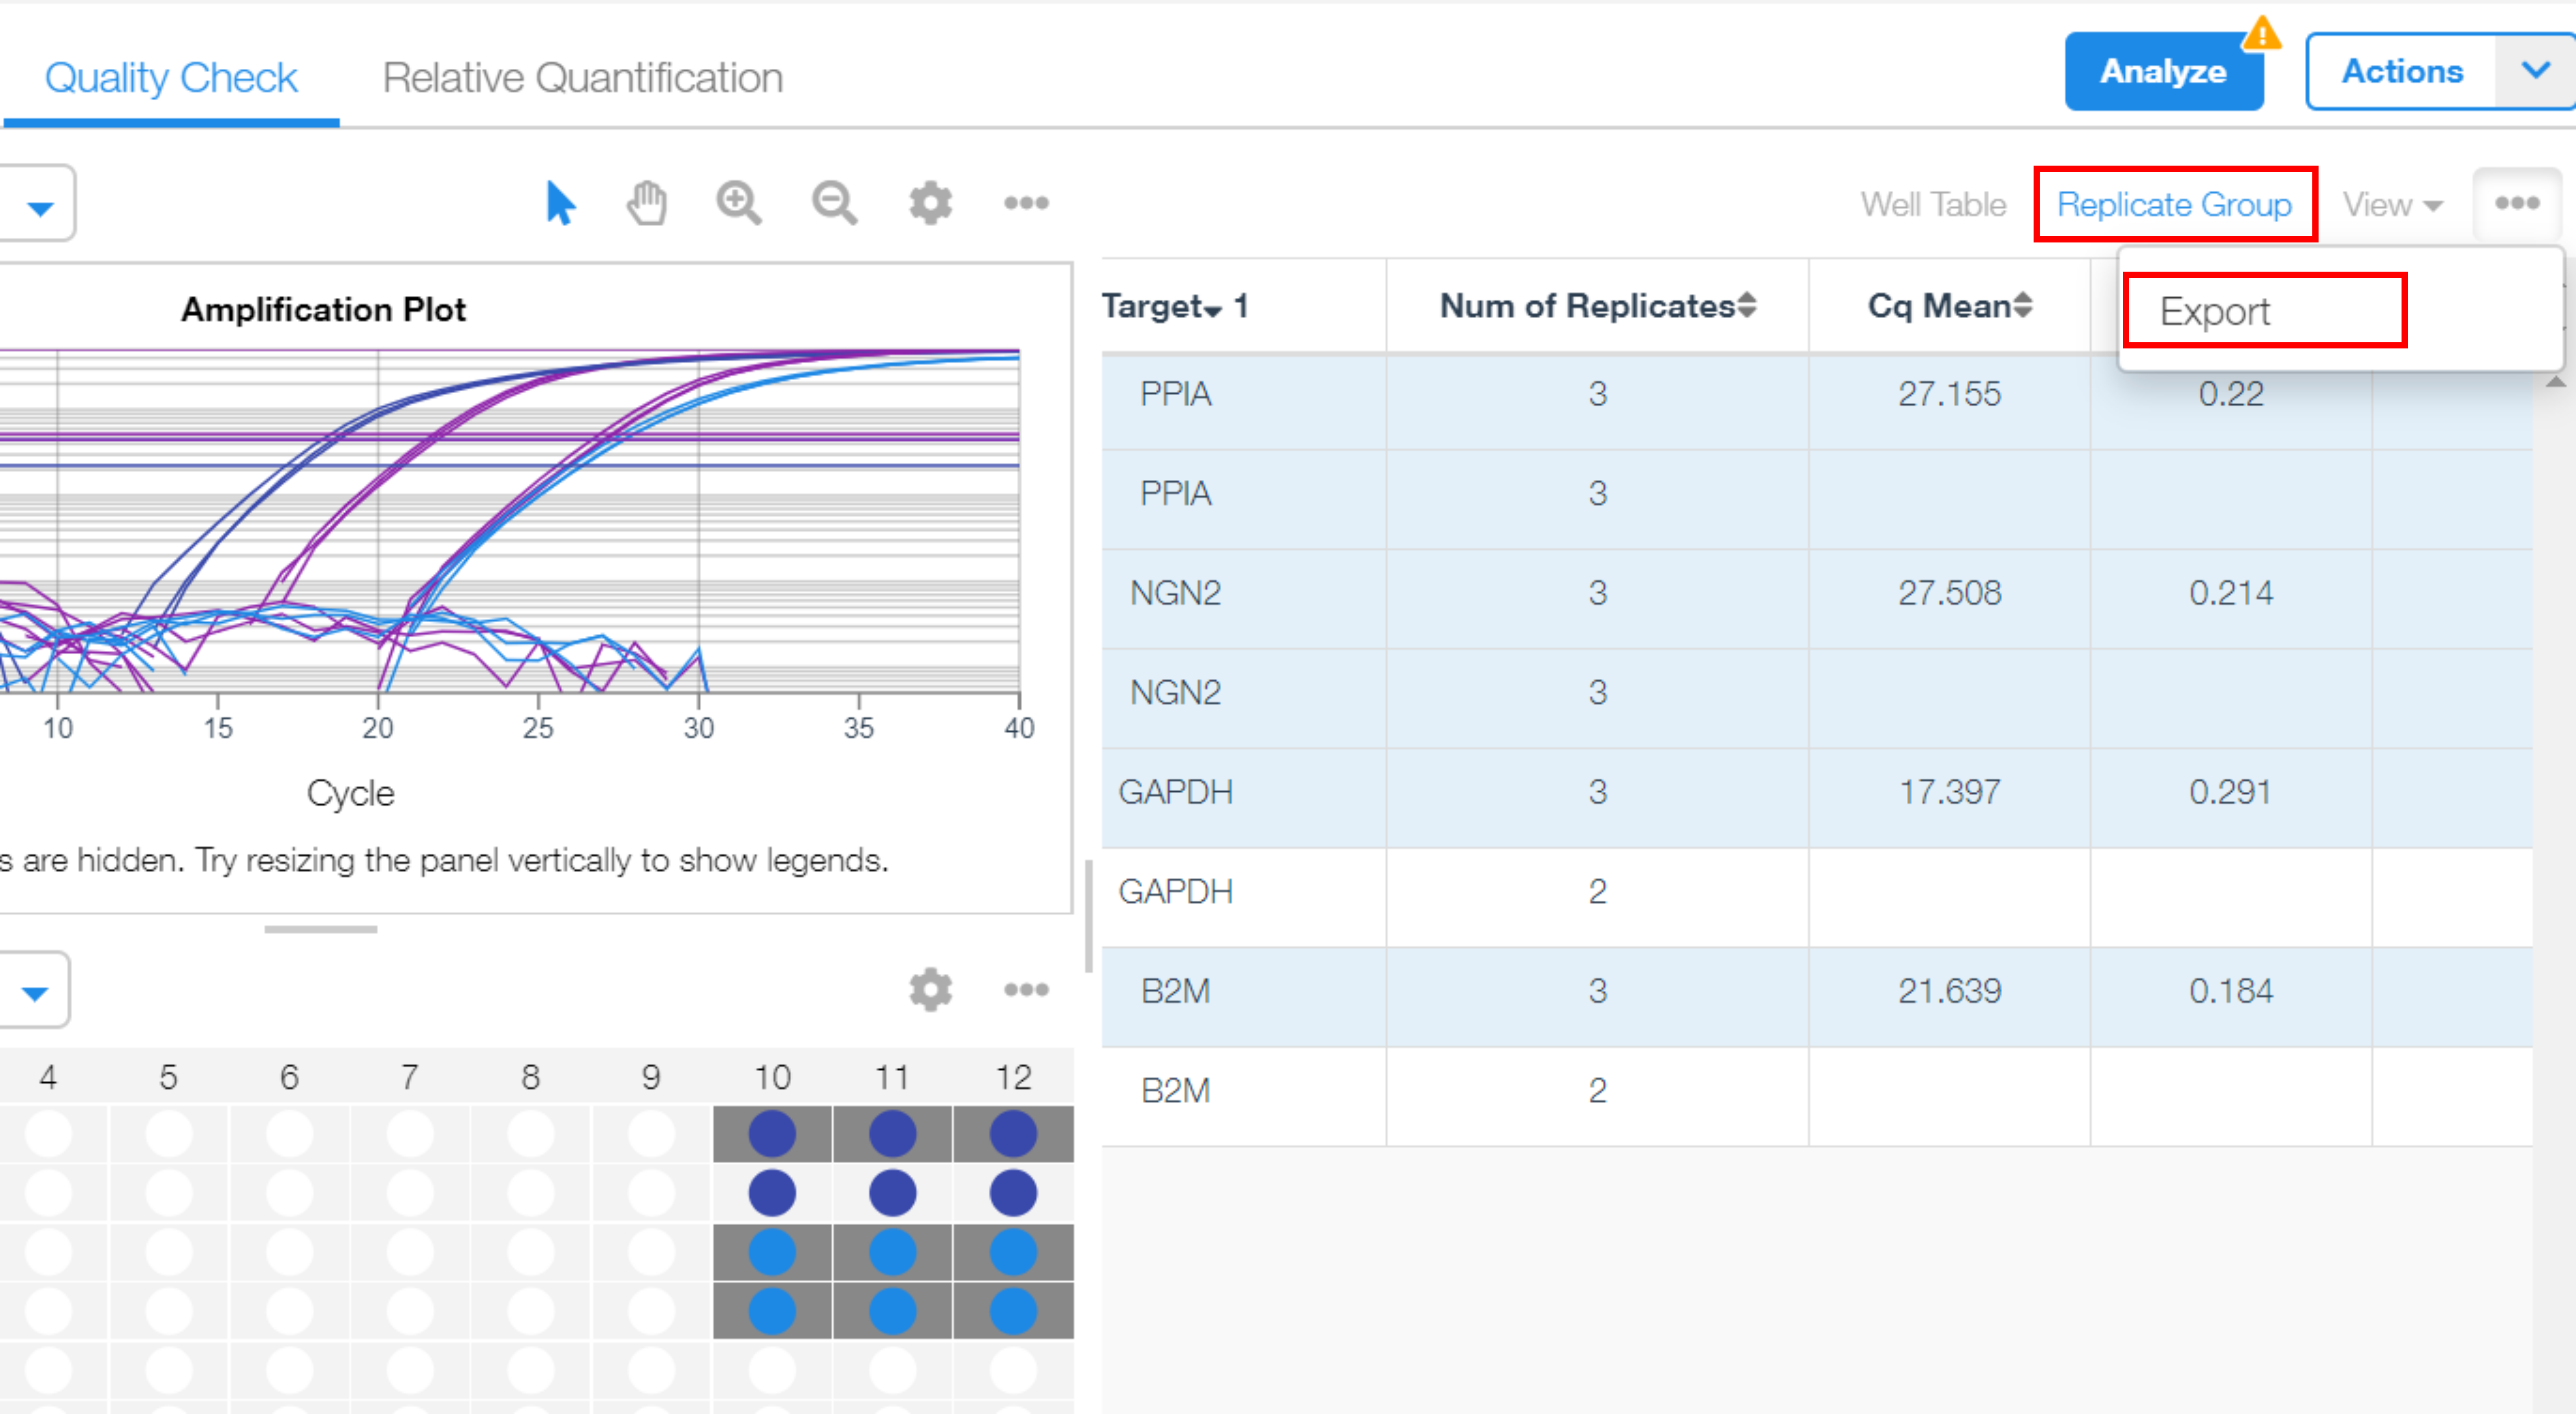 Quality Check
Relative Quantification
Analyze
Actions
Well Table
Replicate Group
View
Export
Amplification Plot
10 15 20 25 30 35 40
Cycle
s are hidden. Try resizing the panel vertically to show legends.
4 5 6 7 8 9 10 11 12
Target 1 Num of Replicates Cq Mean
PPIA 3 27.155 0.22
PPIA 3
NGN2 3 27.508 0.214
NGN2 3
GAPDH 3 17.397 0.291
GAPDH 2
B2M 3 21.639 0.184
B2M 2